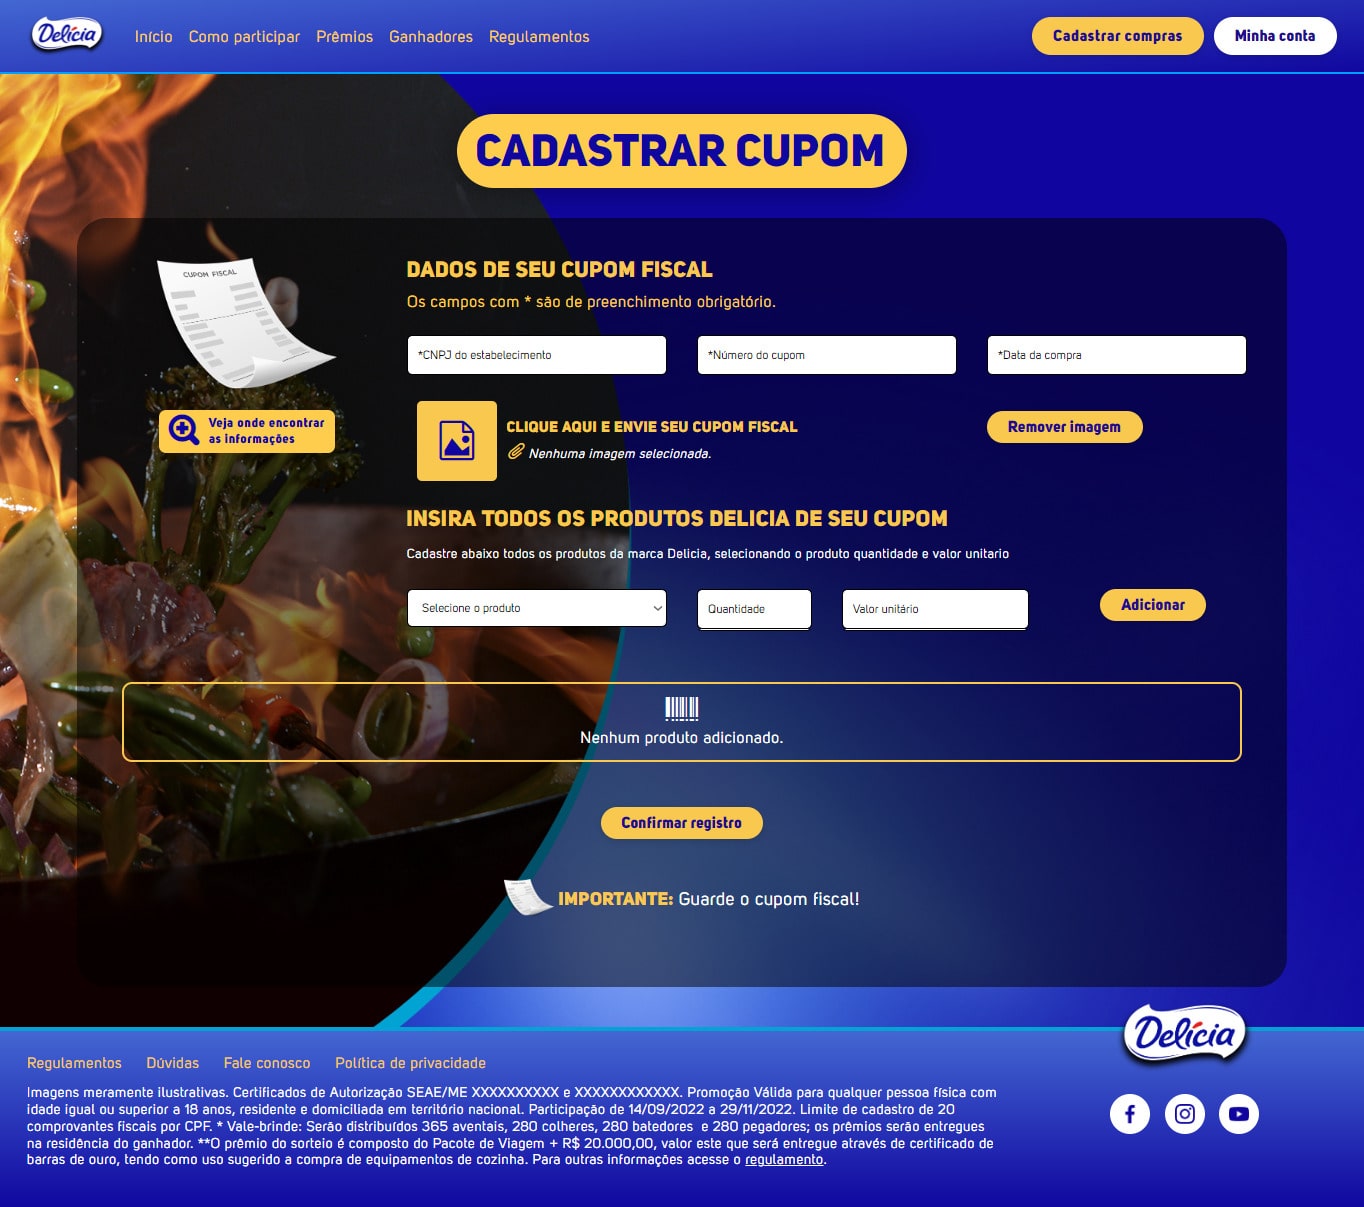 Delícia
Início Como participar Prêmios Ganhadores Regulamentos
Cadastrar compras
Minha conta
CADASTRAR CUPOM
CUPOM FISCAL
Veja onde encontrar
as informações
DADOS DE SEU CUPOM FISCAL
Os campos com * são de preenchimento obrigatório.
*CNPJ do estabelecimento
*Número do cupom
*Data da compra
CLIQUE AQUI E ENVIE SEU CUPOM FISCAL
Nenhuma imagem selecionada.
Remover imagem
INSIRA TODOS OS PRODUTOS DELICIA DE SEU CUPOM
Cadastre abaixo todos os produtos da marca Delicia, selecionando o produto quantidade e valor unitario
Selecione o produto
Quantidade
Valor unitário
Adicionar
Nenhum produto adicionado.
Confirmar registro
IMPORTANTE: Guarde o cupom fiscal!
Delícia
Regulamentos Dúvidas Fale conosco Política de privacidade
Imagens meramente ilustrativas. Certificados de Autorização SEAE/ME XXXXXXXXXX e XXXXXXXXXXXX. Promoção Válida para qualquer pessoa física com
idade igual ou superior a 18 anos, residente e domiciliada em território nacional. Participação de 14/09/2022 a 29/11/2022. Limite de cadastro de 20
comprovantes fiscais por CPF. * Vale-brinde: Serão distribuídos 365 aventais, 280 colheres, 280 batedores e 280 pegadores; os prêmios serão entregues
na residência do ganhador. **O prêmio do sorteio é composto do Pacote de Viagem + R$ 20.000,00, valor este que será entregue através de certificado de
barras de ouro, tendo como uso sugerido a compra de equipamentos de cozinha. Para outras informações acesse o regulamento.